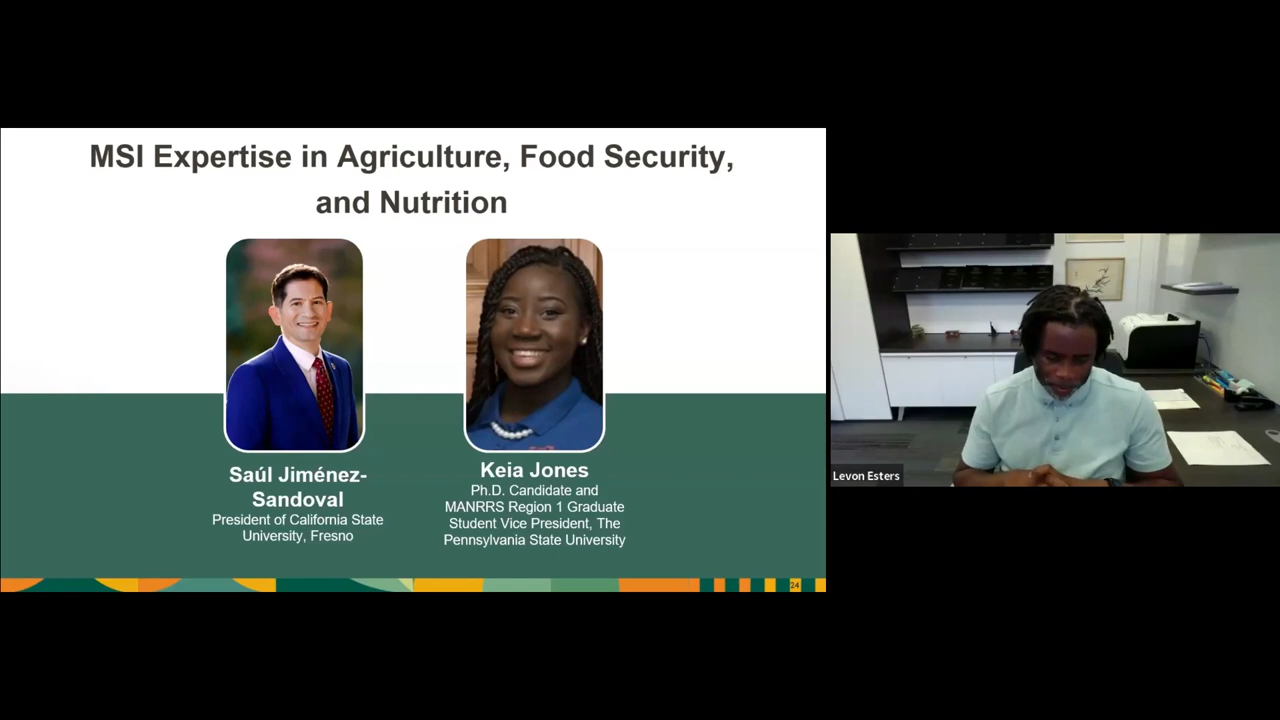 MSI Expertise in Agriculture, Food Security,
and Nutrition
Saúl Jiménez-
Sandoval
President of California State
University, Fresno
Keia Jones
Ph.D. Candidate and
MANRRS Region 1 Graduate
Student Vice President, The
Pennsylvania State University
24
Levon Esters